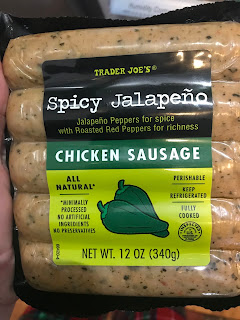 TRADER JOE'S®
Spicy Jalapeño
Jalapeño Peppers for spice
with Roasted Red Peppers for richness
CHICKEN SAUSAGE
ALL
NATURAL*
*MINIMALLY
PROCESSED
NO ARTIFICIAL
INGREDIENTS
NO PRESERVATIVES
PERISHABLE
KEEP
REFRIGERATED
FULLY
COOKED
NET WT. 12 OZ (340g)